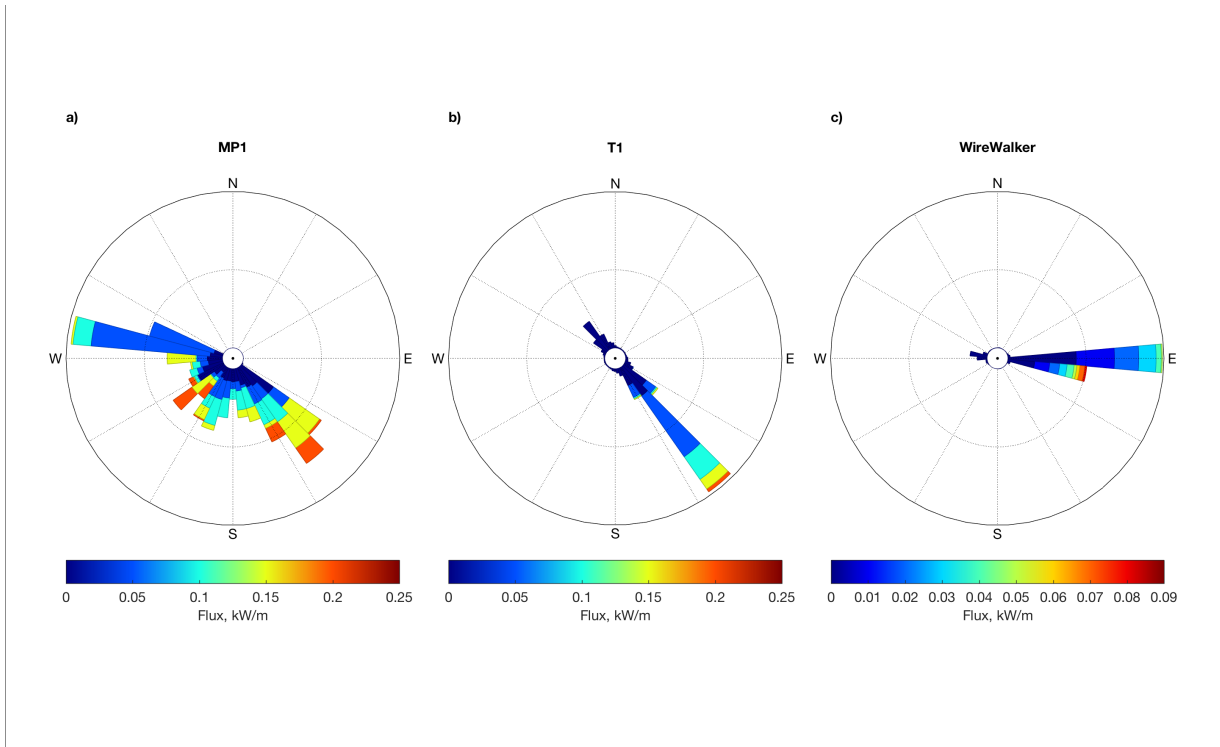 a)
MP1
N
W
E
S
0 0.05 0.1 0.15 0.2 0.25
Flux, kW/m
b)
T1
N
W
E
S
0 0.05 0.1 0.15 0.2 0.25
Flux, kW/m
c)
WireWalker
N
W
E
S
0 0.01 0.02 0.03 0.04 0.05 0.06 0.07 0.08 0.09
Flux, kW/m